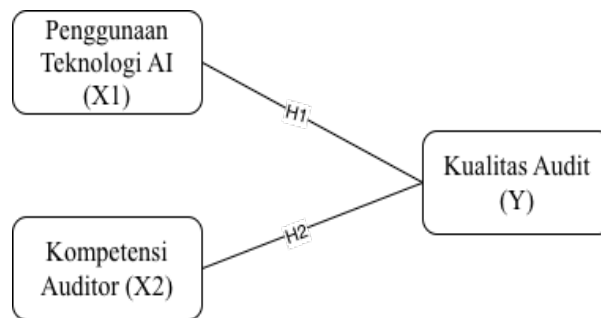 Penggunaan
Teknologi AI
(X1)
H1
Kualitas Audit
(Y)
H2
Kompetensi
Auditor (X2)